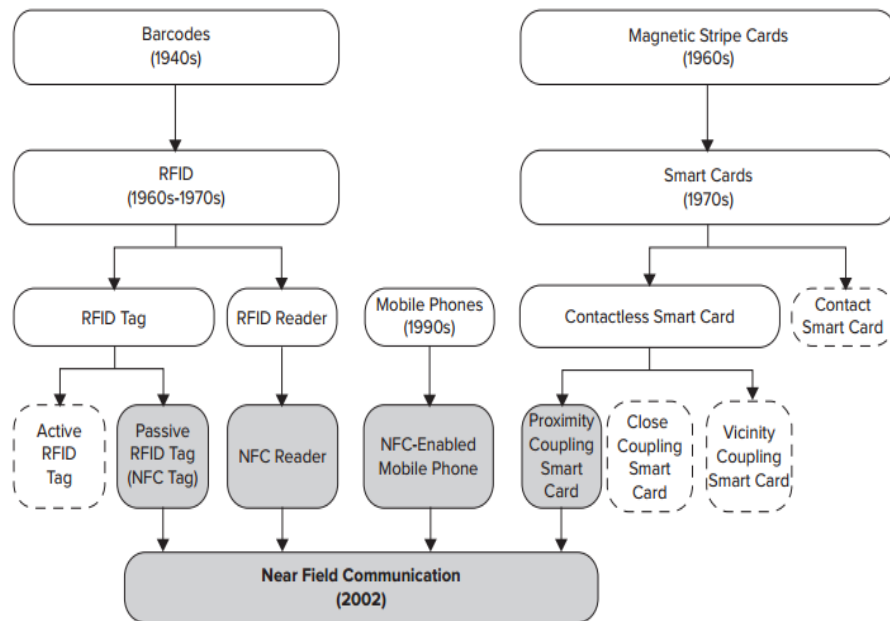 Barcodes
(1940s)
Magnetic Stripe Cards
(1960s)
RFID
(1960s-1970s)
Smart Cards
(1970s)
RFID Tag
RFID Reader
Mobile Phones
(1990s)
Contactless Smart Card
Contact
Smart Card
Active
RFID
Tag
Passive
RFID Tag
(NFC Tag)
NFC Reader
NFC-Enabled
Mobile Phone
Proximity
Coupling
Smart
Card
Close
Coupling
Smart
Card
Vicinity
Coupling
Smart Card
Near Field Communication
(2002)